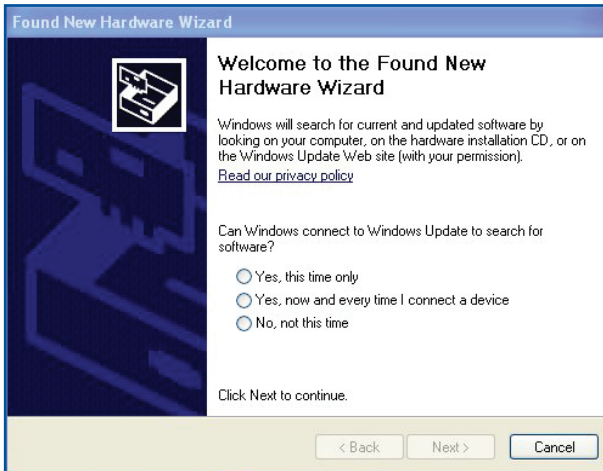 Found New Hardware Wizard
Welcome to the Found New
Hardware Wizard
Windows will search for current and updated software by
looking on your computer, on the hardware installation CD, or on
the Windows Update Web site (with your permission).
Read our privacy policy
Can Windows connect to Windows Update to search for
software?
Yes, this time only
Yes, now and every time I connect a device
No, not this time
Click Next to continue.
< Back Next > Cancel